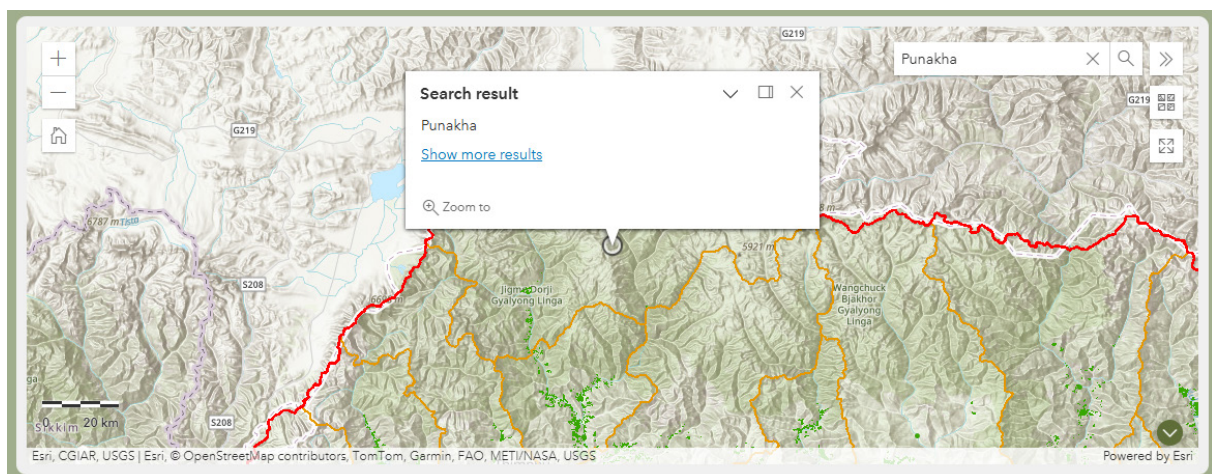 G219
Punakha
Search result
Punakha
Show more results
Zoom to
G219
G219
6787 m
Tista
S208
5921 m
Jigme Dorji
Gyalyong Linga
Wangchuck
Bjakhor
Gyalyong
Linga
0 20 km
Sikkim
S208
Esri, CGIAR, USGS | Esri, © OpenStreetMap contributors, TomTom, Garmin, FAO, METI/NASA, USGS
Powered by Esri